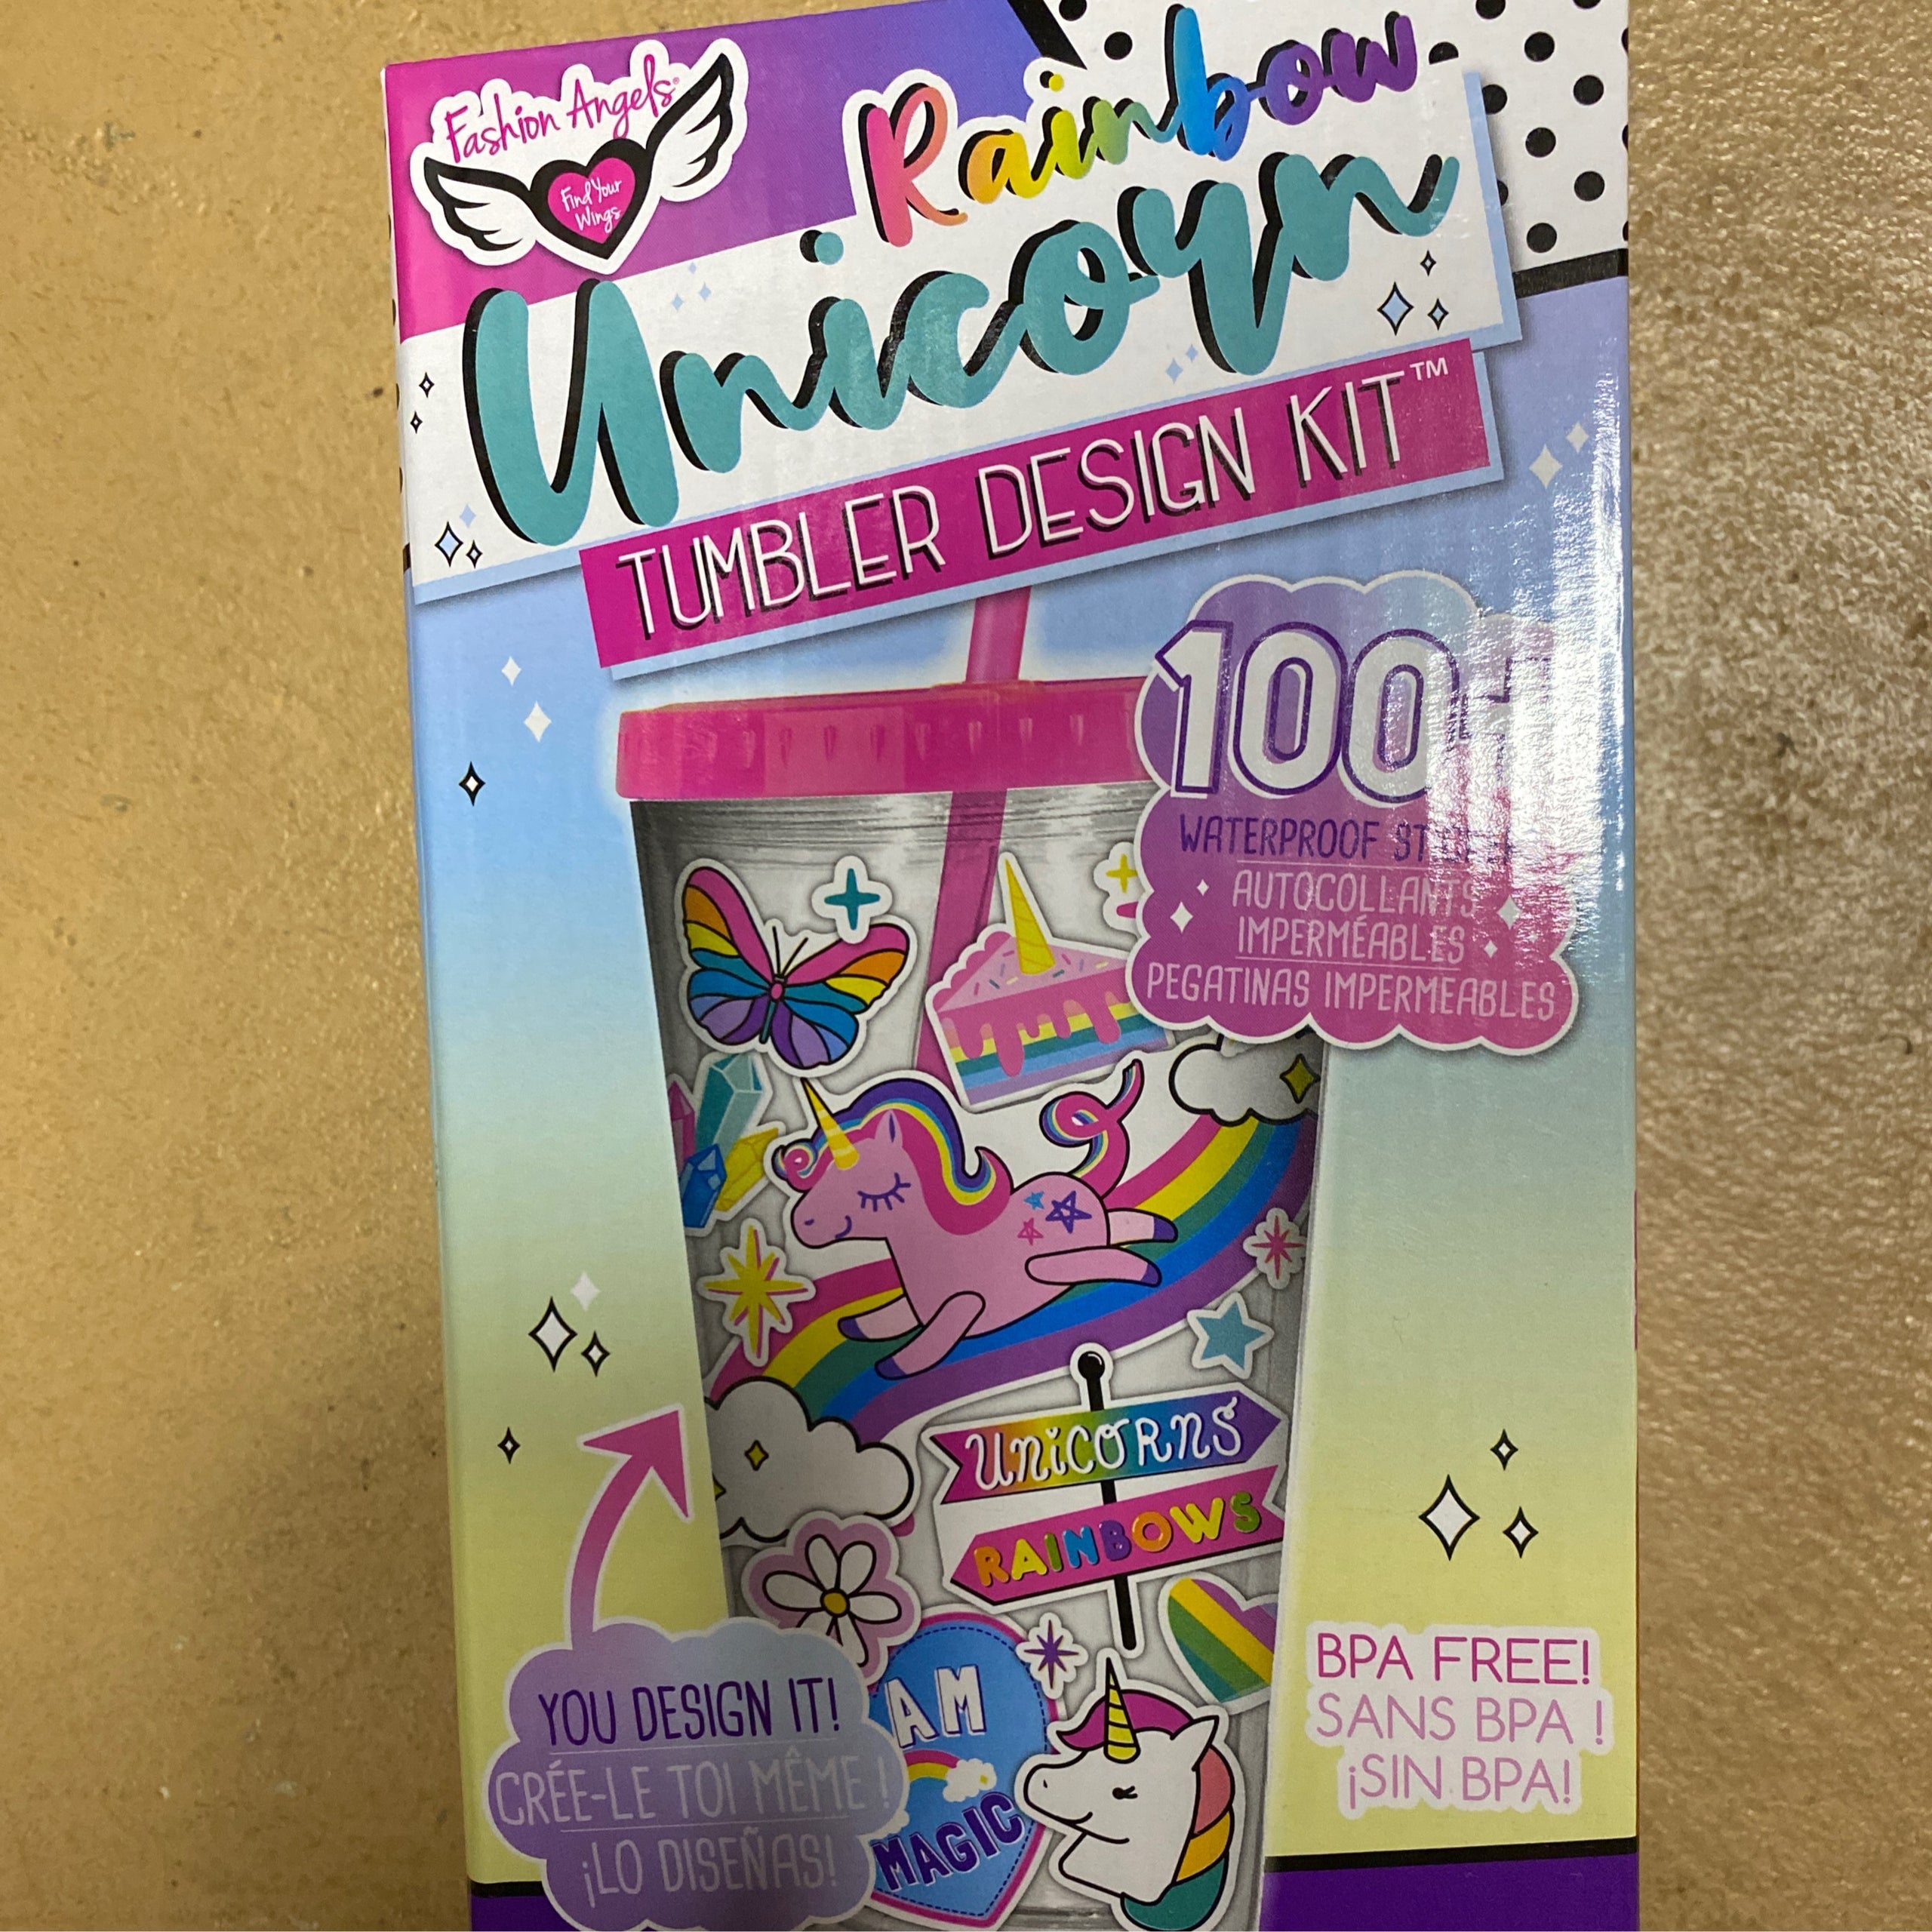 Fashion Angels
Find Your
Wings
Rainbow
Unicorn
TUMBLER DESIGN KIT™
100+
WATERPROOF
AUTOCOLLANTS
IMPERMÉABLES
PEGATINAS IMPERMEABLES
UNICORNS
RAINBOWS
YOU DESIGN IT!
CRÉE-LE TOI MÊME !
¡LO DISEÑAS!
AM
MAGIC
BPA FREE!
SANS BPA !
¡SIN BPA!